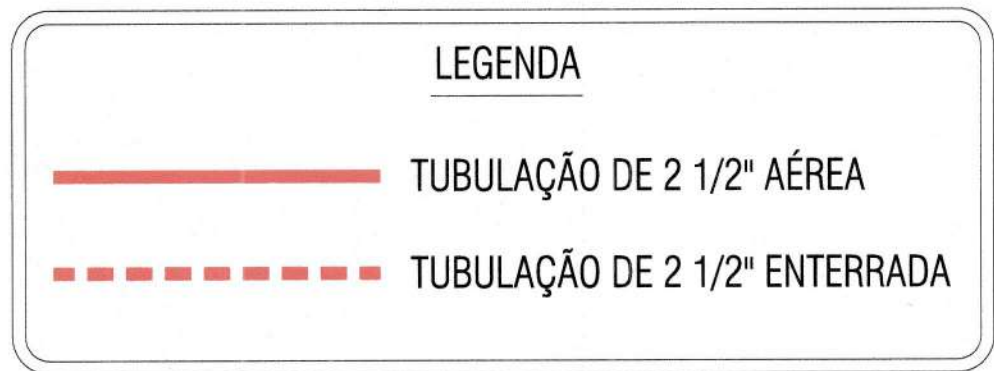 LEGENDA
TUBULAÇÃO DE 2 1/2" AÉREA
TUBULAÇÃO DE 2 1/2" ENTERRADA